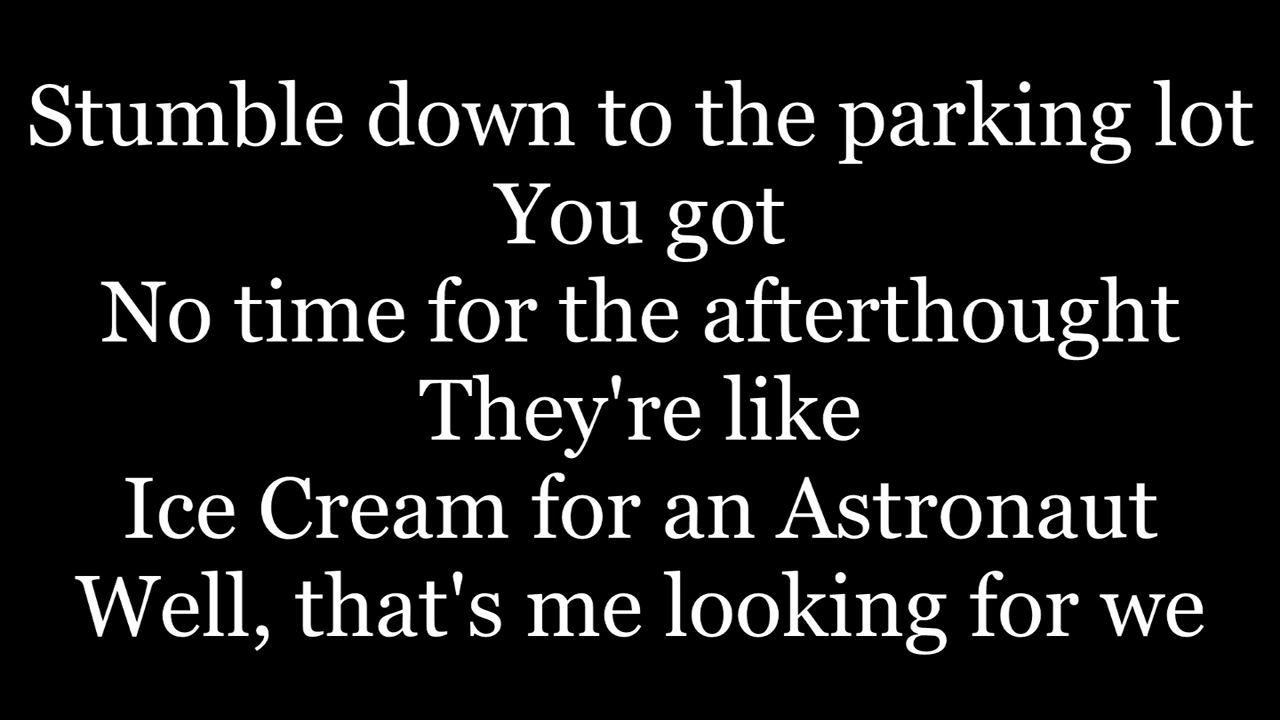 Stumble down to the parking lot
You got
No time for the afterthought
They're like
Ice Cream for an Astronaut
Well, that's me looking for we